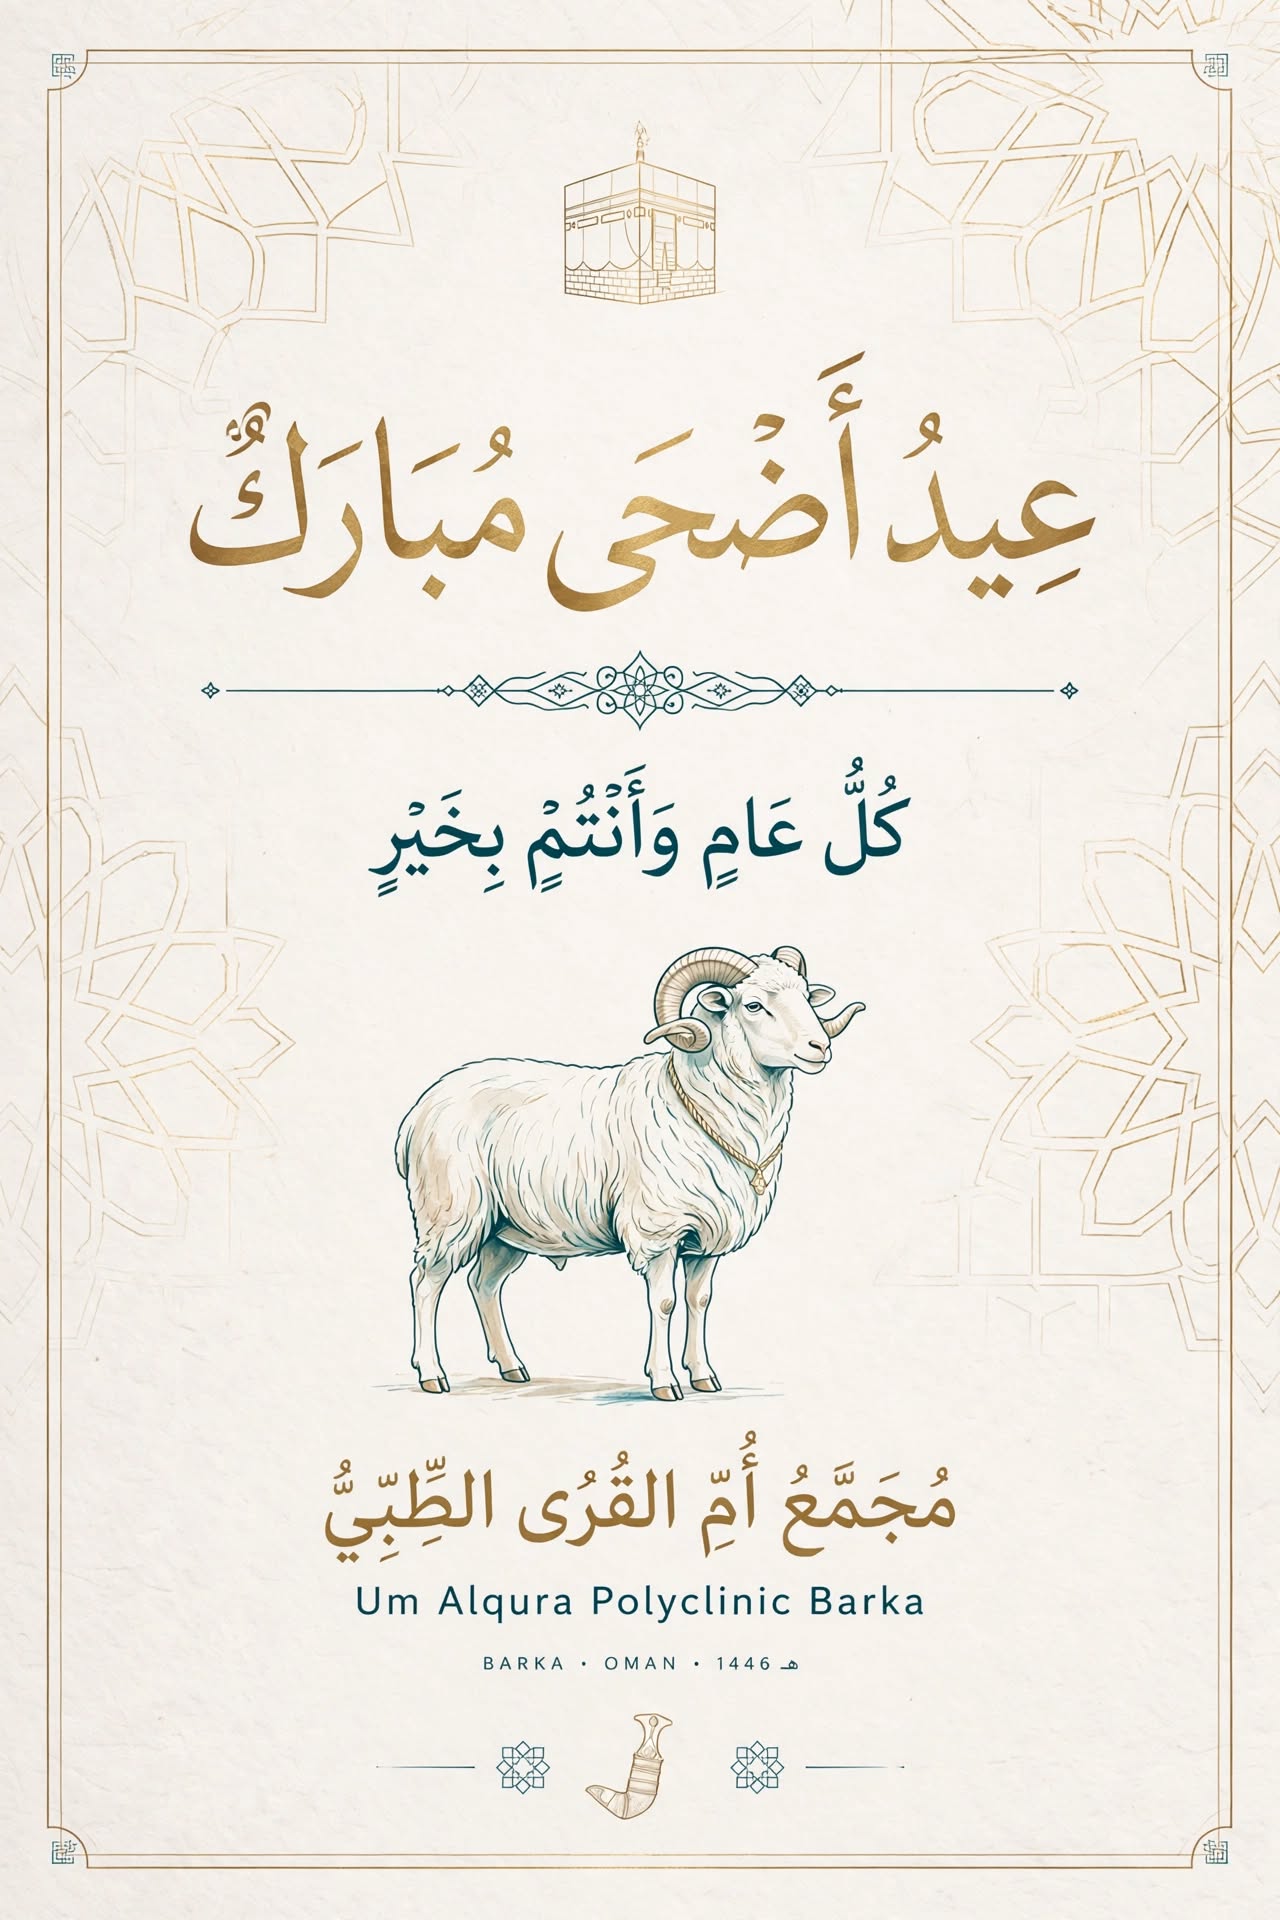 عِيدُ أَضْحَى مُبَارَكٌ
كُلُّ عَامٍ وَأَنْتُمٍْ بِخَيْرٍ
مُجَمَّعُ أُمِّ القُرُى الطِّبِّيُّ
Um Alqura Polyclinic Barka
BARKA • OMAN • 1446 هـ